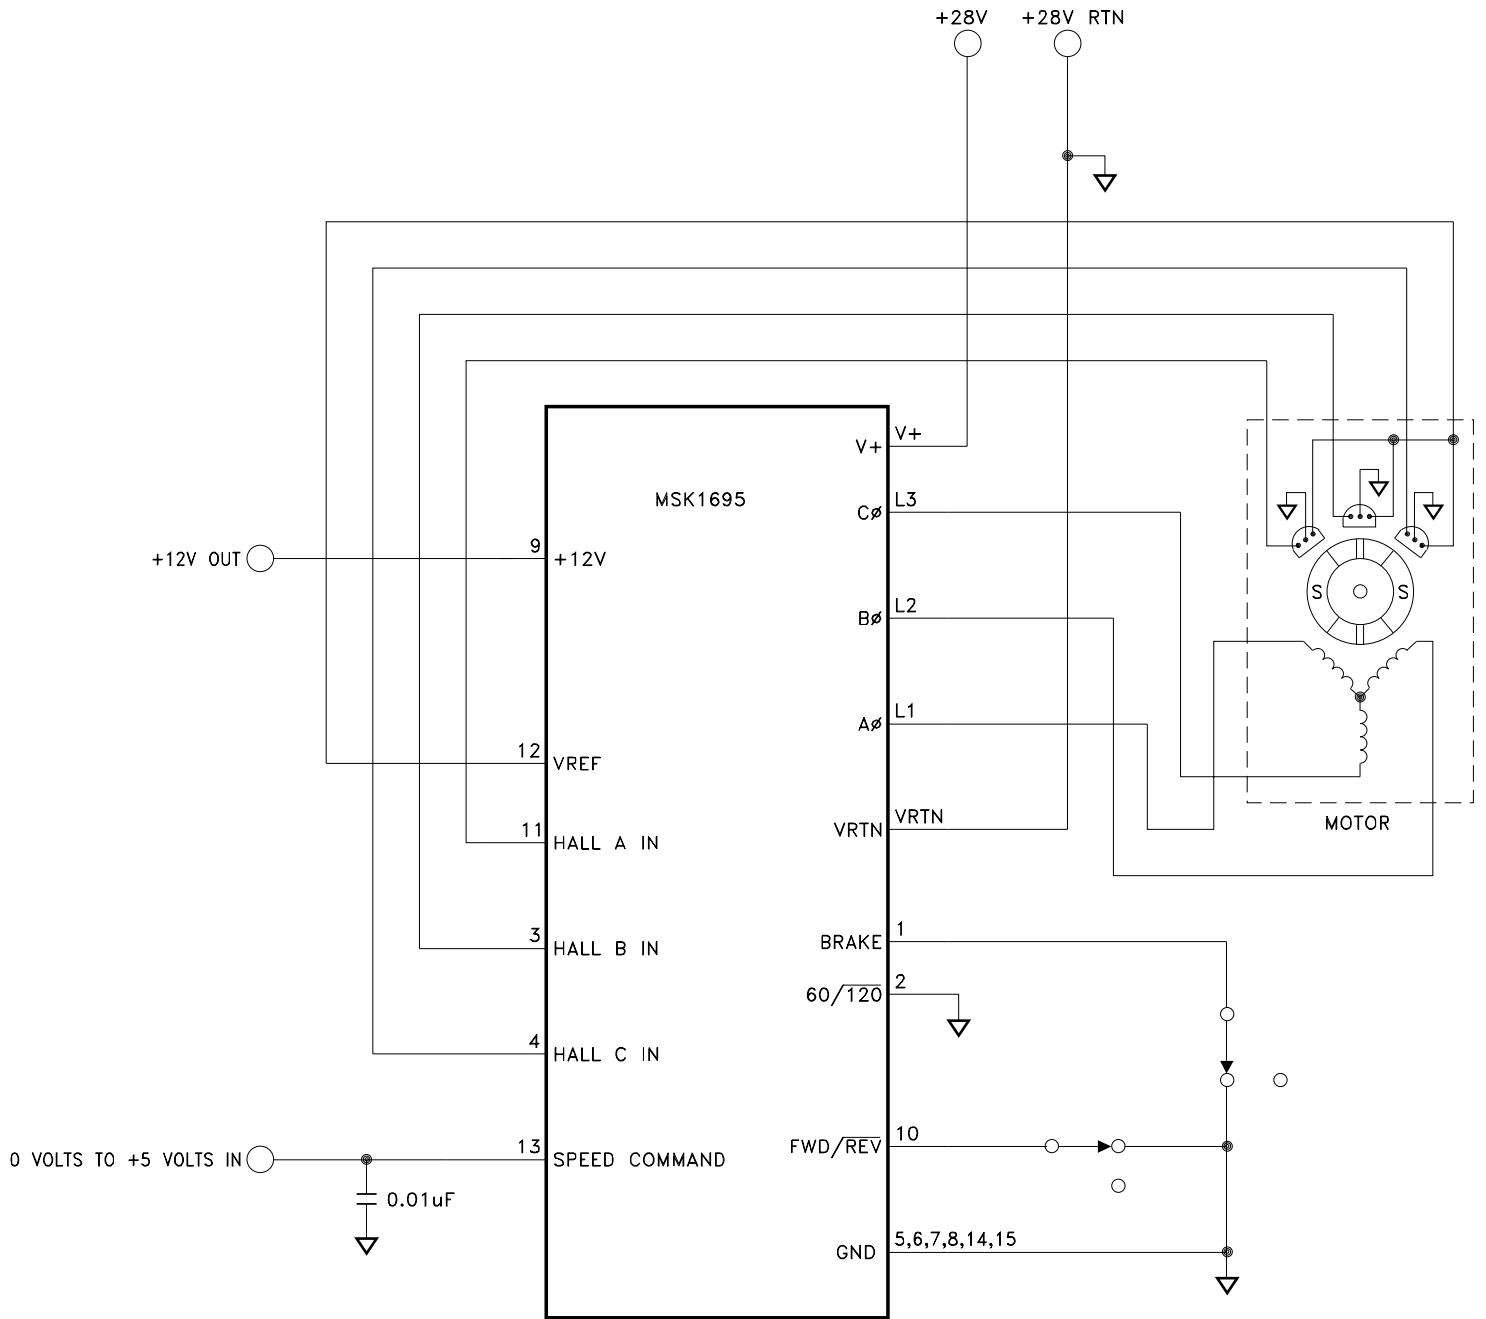 +28V
+28V RTN
V+
V+
MSK1695
L3
CØ
9
+12V OUT
+12V
S
S
L2
BØ
L1
AØ
12
VREF
VRTN
VRTN
MOTOR
11
HALL A IN
3
HALL B IN
1
BRAKE
2
60/120
4
HALL C IN
10
FWD/REV
13
0 VOLTS TO +5 VOLTS IN
SPEED COMMAND
0.01uF
5,6,7,8,14,15
GND